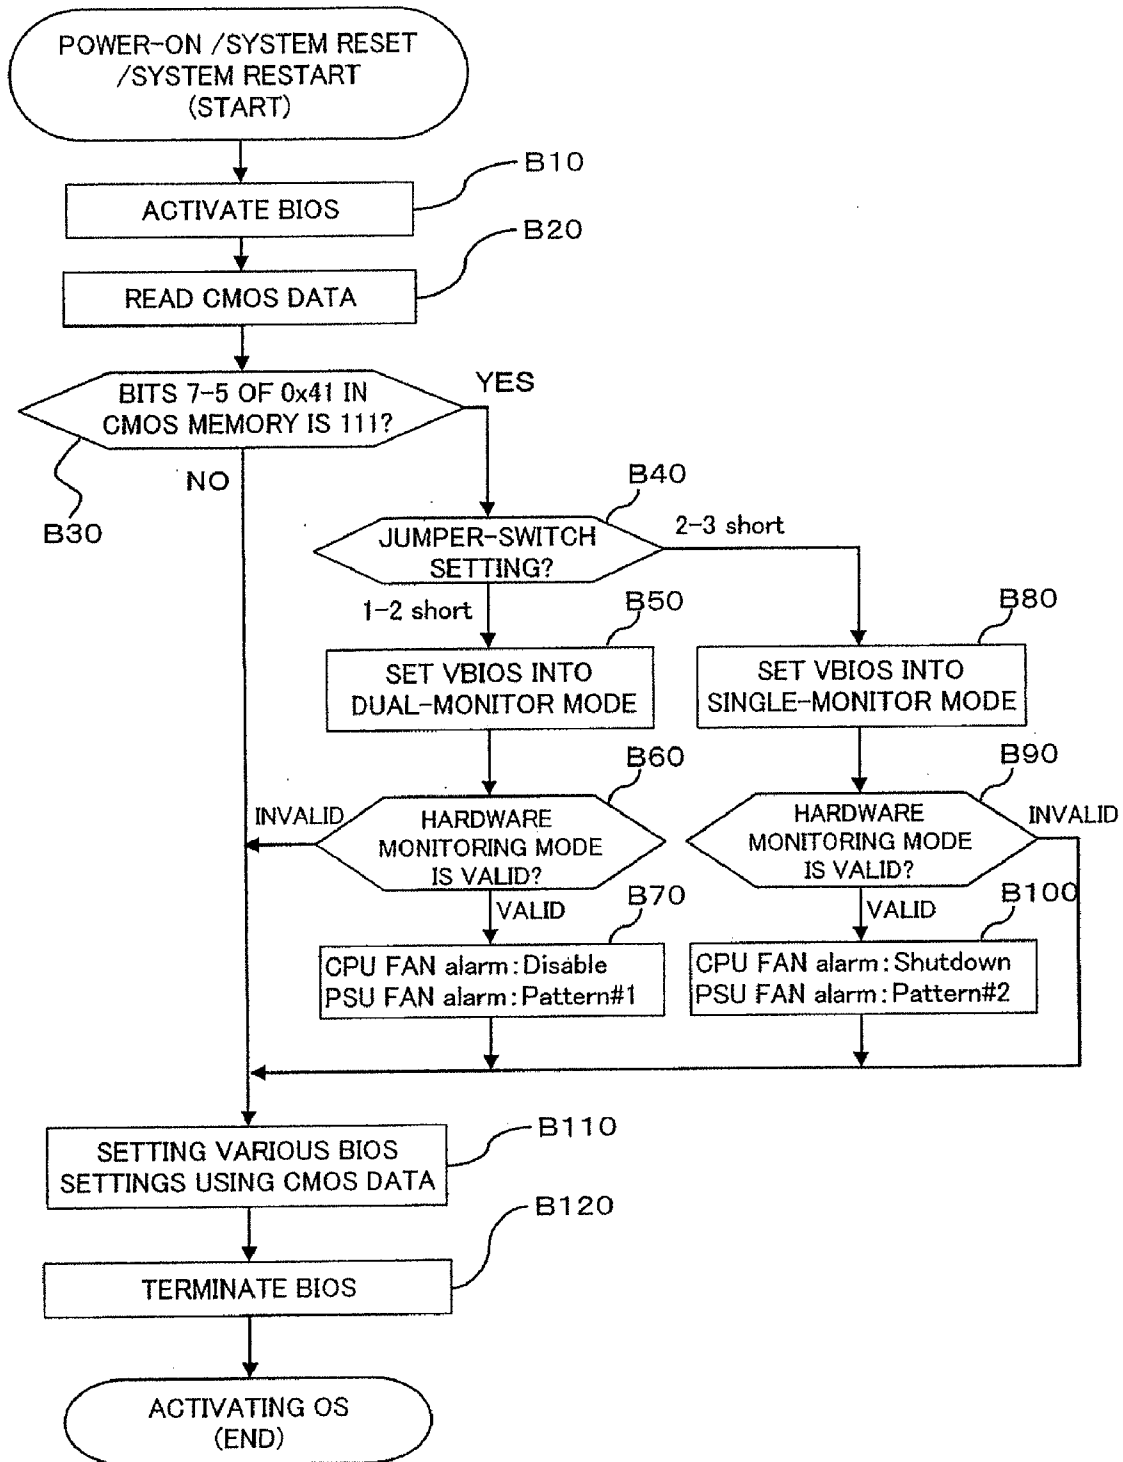 POWER-ON /SYSTEM RESET
/SYSTEM RESTART
(START)
B10
ACTIVATE BIOS
B20
READ CMOS DATA
BITS 7-5 OF 0x41 IN
CMOS MEMORY IS 111?
YES
NO
B30
B40
JUMPER-SWITCH
SETTING?
2-3 short
1-2 short
B50
SET VBIOS INTO
DUAL-MONITOR MODE
B80
SET VBIOS INTO
SINGLE-MONITOR MODE
B60
INVALID
HARDWARE
MONITORING MODE
IS VALID?
VALID
B90
HARDWARE
MONITORING MODE
IS VALID?
INVALID
VALID
B70
CPU FAN alarm:Disable
PSU FAN alarm:Pattern#1
B100
CPU FAN alarm:Shutdown
PSU FAN alarm:Pattern#2
B110
SETTING VARIOUS BIOS
SETTINGS USING CMOS DATA
B120
TERMINATE BIOS
ACTIVATING OS
(END)